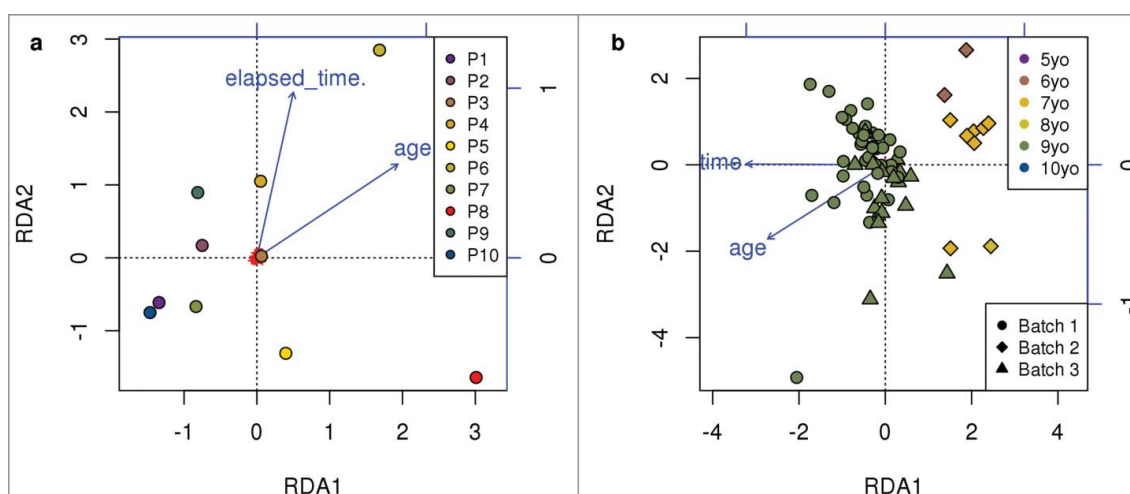 a
elapsed_time.
age
P1
P2
P3
P4
P5
P6
P7
P8
P9
P10
3
2
1
0
-1
1
0
RDA2
-1 0 1 2 3
RDA1
b
time
age
5yo
6yo
7yo
8yo
9yo
10yo
Batch 1
Batch 2
Batch 3
2
0
-2
-4
0
-1
RDA2
-4 -2 0 2 4
RDA1